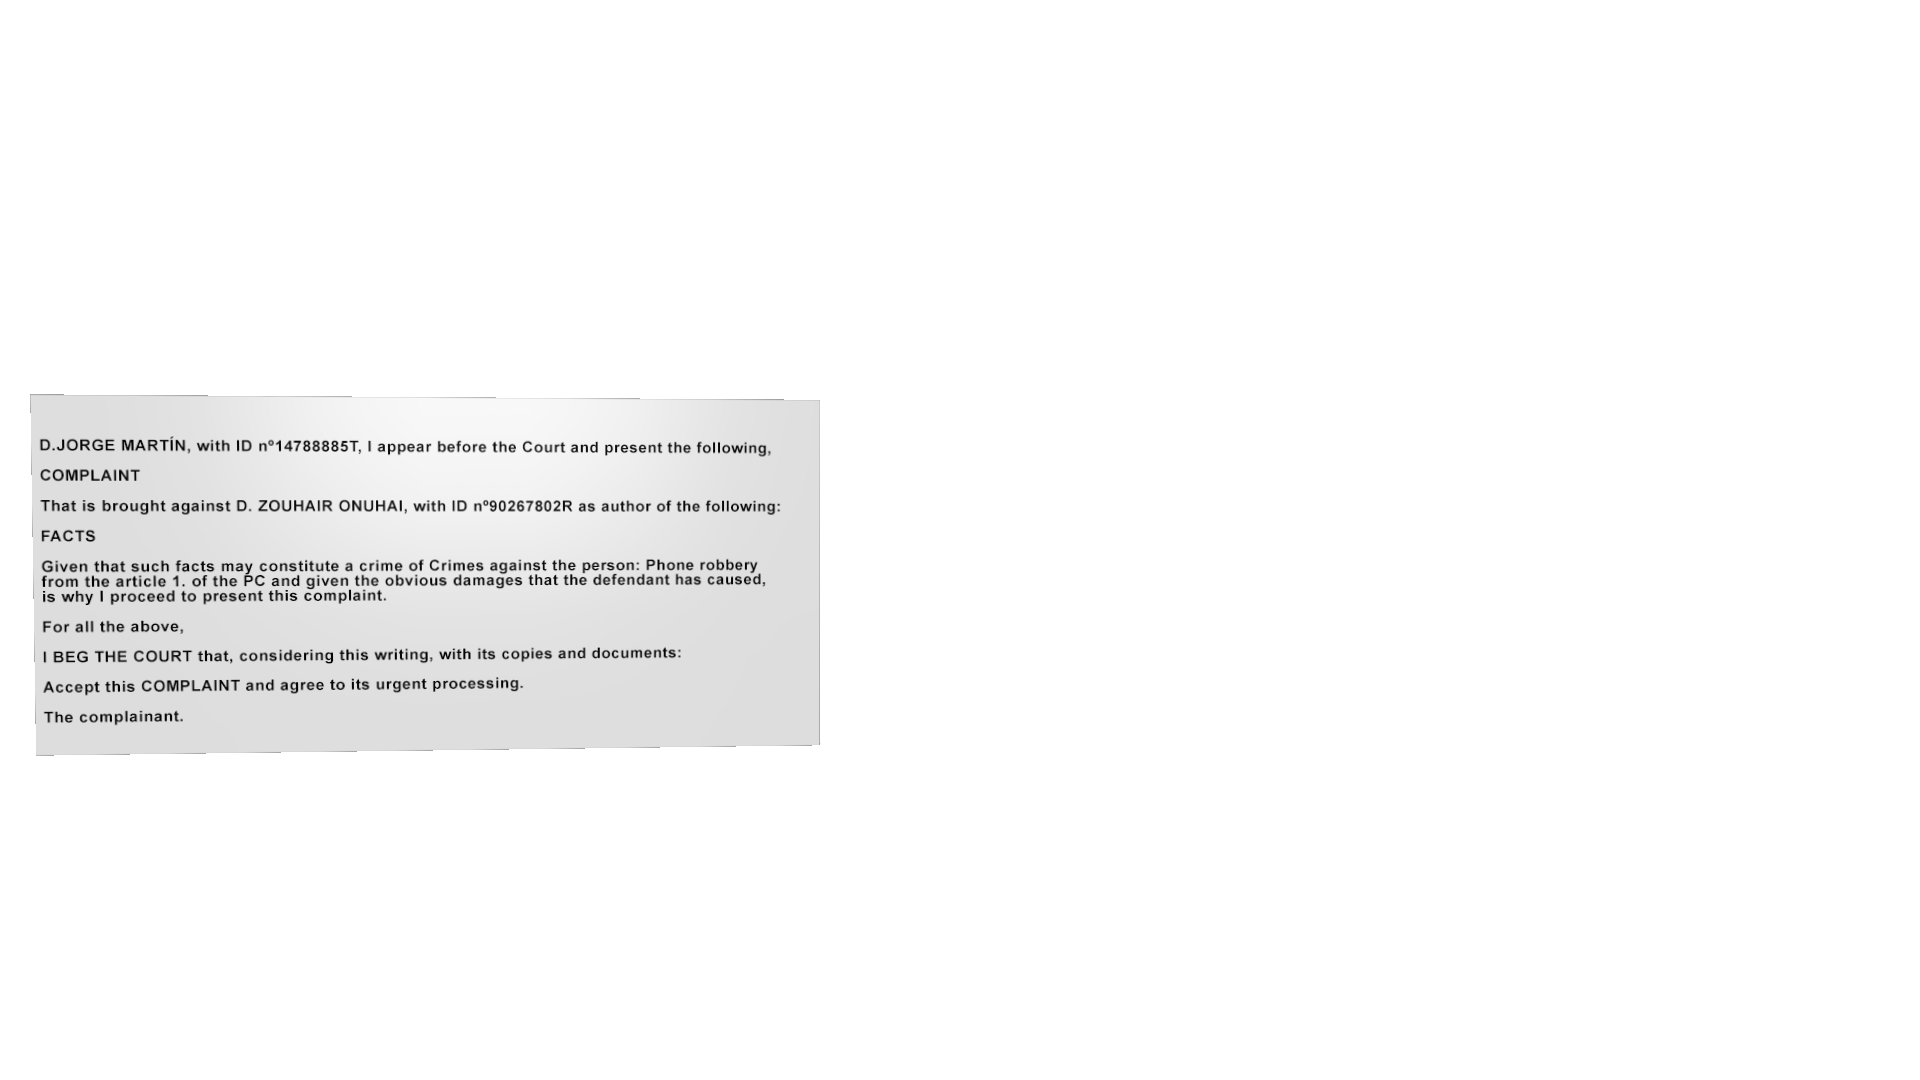 D.JORGE MARTÍN, with ID nº14788885T, I appear before the Court and present the following,
COMPLAINT
That is brought against D. ZOUHAIR ONUHAI, with ID nº90267802R as author of the following:
FACTS
Given that such facts may constitute a crime of Crimes against the person: Phone robbery
from the article 1. of the PC and given the obvious damages that the defendant has caused,
is why I proceed to present this complaint.
For all the above,
I BEG THE COURT that, considering this writing, with its copies and documents:
Accept this COMPLAINT and agree to its urgent processing.
The complainant.